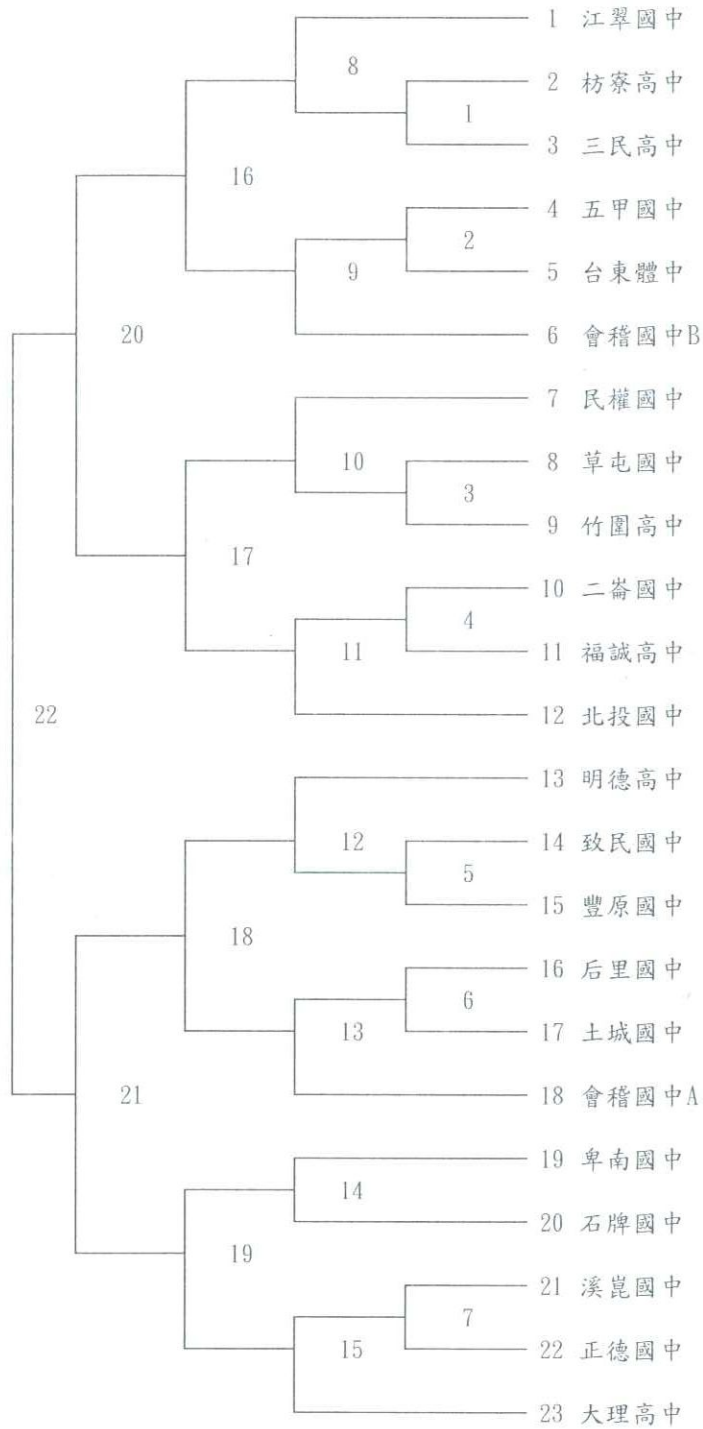 1 江翠國中
8
2 枋寮高中
1
3 三民高中
16
4 五甲國中
2
9
5 台東體中
20
6 會稽國中B
7 民權國中
10
8 草屯國中
3
9 竹圍高中
17
10 二崙國中
4
11
11 福誠高中
22
12 北投國中
13 明德高中
12
14 致民國中
5
15 豐原國中
18
16 后里國中
6
13
17 土城國中
21
18 會稽國中A
19 卑南國中
14
20 石牌國中
19
21 溪崑國中
7
15
22 正德國中
23 大理高中